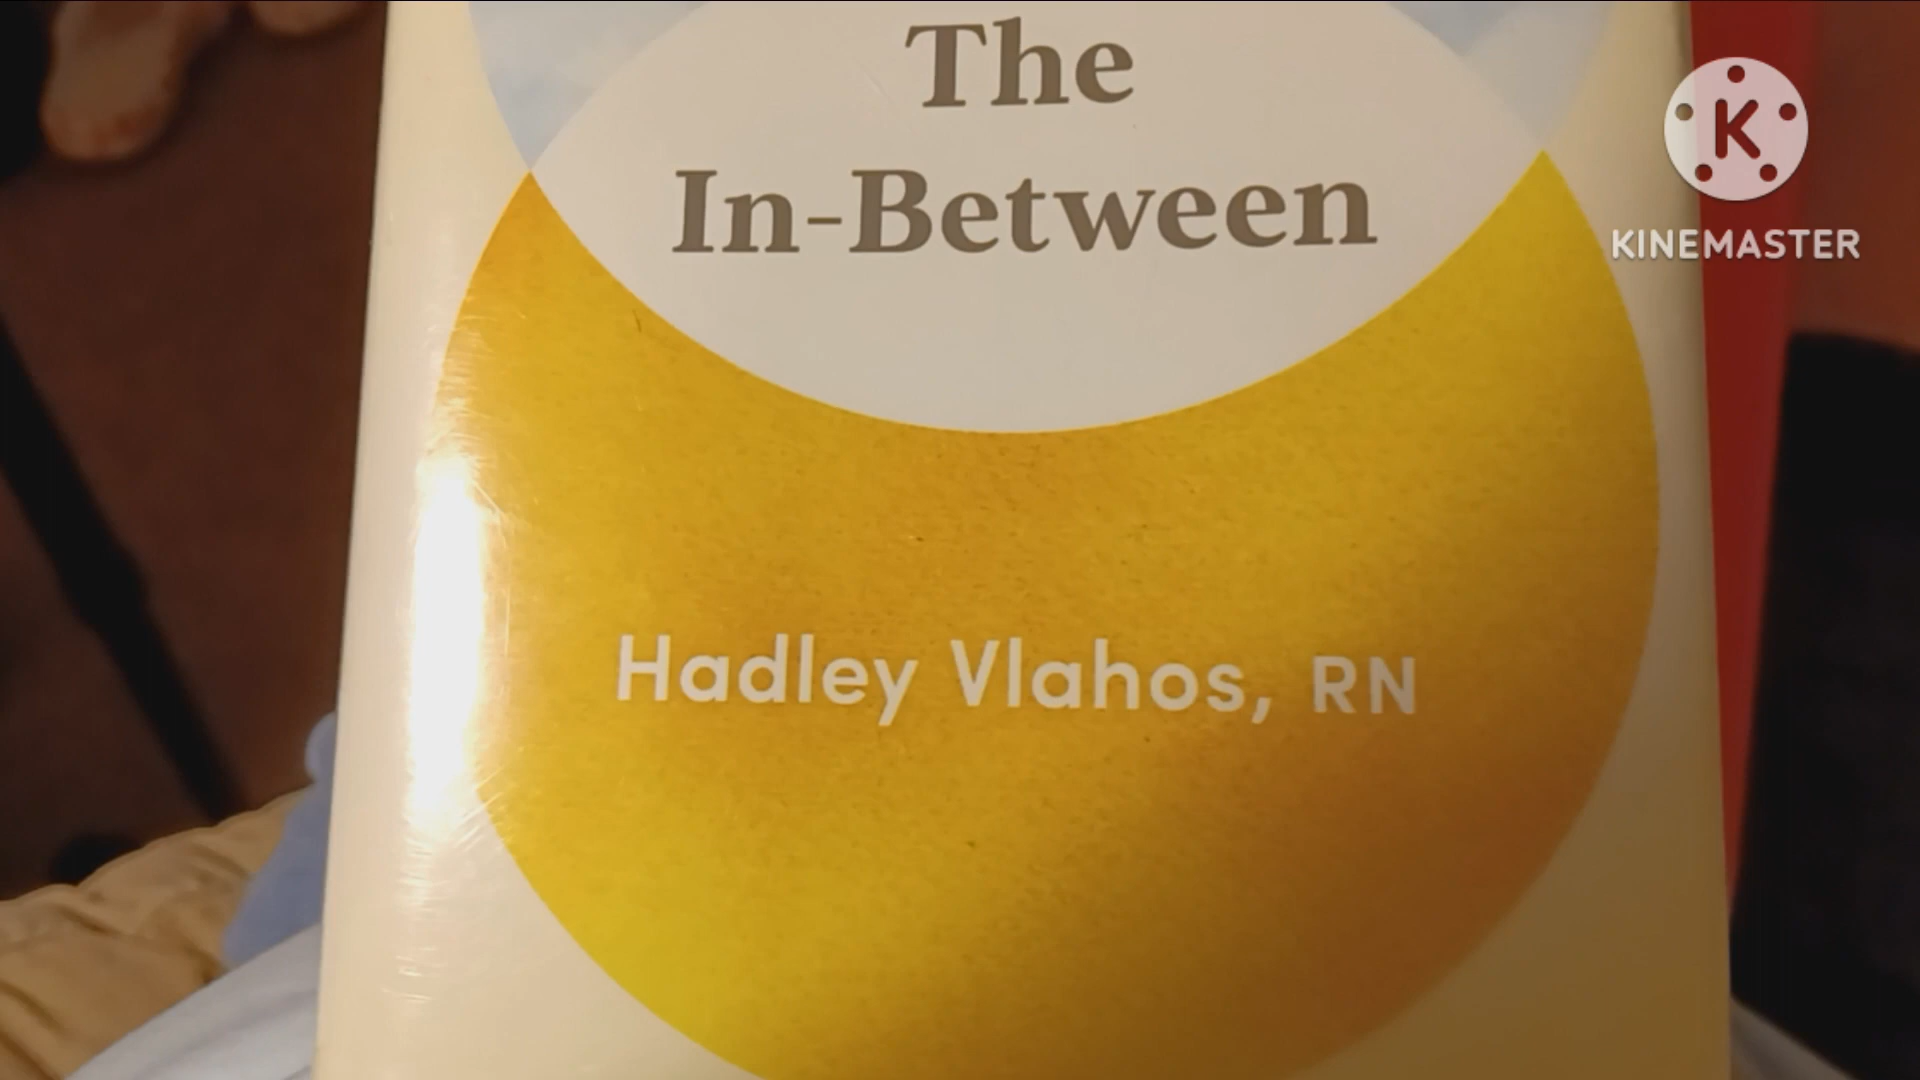 The
In-Between
Hadley Vlahos, RN
K
KINEMASTER